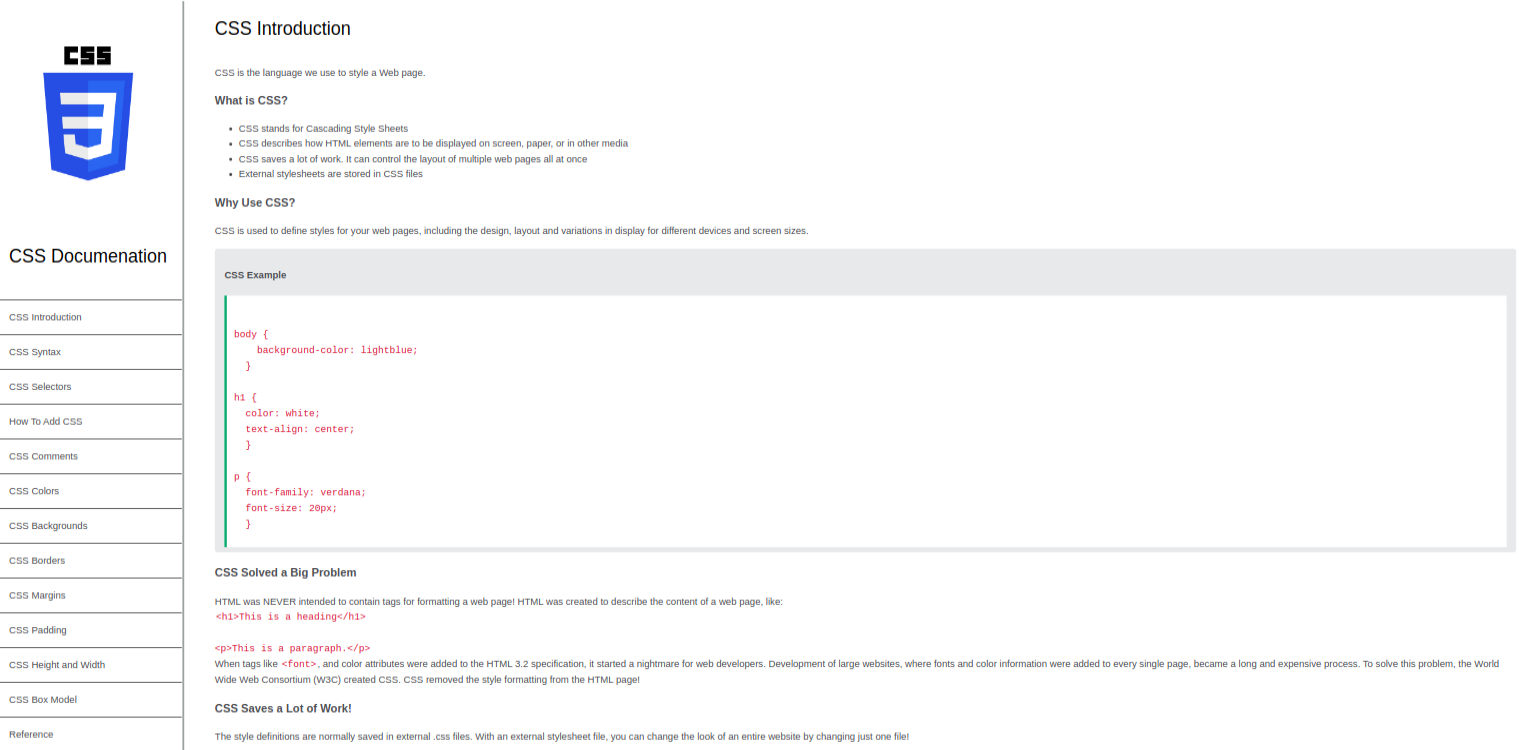 CSS
CSS Documenation
CSS Introduction
CSS Syntax
CSS Selectors
How To Add CSS
CSS Comments
CSS Colors
CSS Backgrounds
CSS Borders
CSS Margins
CSS Padding
CSS Height and Width
CSS Box Model
Reference
CSS Introduction
CSS is the language we use to style a Web page.
What is CSS?
CSS stands for Cascading Style Sheets
CSS describes how HTML elements are to be displayed on screen, paper, or in other media
CSS saves a lot of work. It can control the layout of multiple web pages all at once
External stylesheets are stored in CSS files
Why Use CSS?
CSS is used to define styles for your web pages, including the design, layout and variations in display for different devices and screen sizes.
CSS Example
body {
background-color: lightblue;
}
h1 {
color: white;
text-align: center;
}
p {
font-family: verdana;
font-size: 20px;
}
CSS Solved a Big Problem
HTML was NEVER intended to contain tags for formatting a web page! HTML was created to describe the content of a web page, like:
<h1>This is a heading</h1>
<p>This is a paragraph.</p>
When tags like <font>, and color attributes were added to the HTML 3.2 specification, it started a nightmare for web developers. Development of large websites, where fonts and color information were added to every single page, became a long and expensive process. To solve this problem, the World
Wide Web Consortium (W3C) created CSS. CSS removed the style formatting from the HTML page!
CSS Saves a Lot of Work!
The style definitions are normally saved in external .css files. With an external stylesheet file, you can change the look of an entire website by changing just one file!